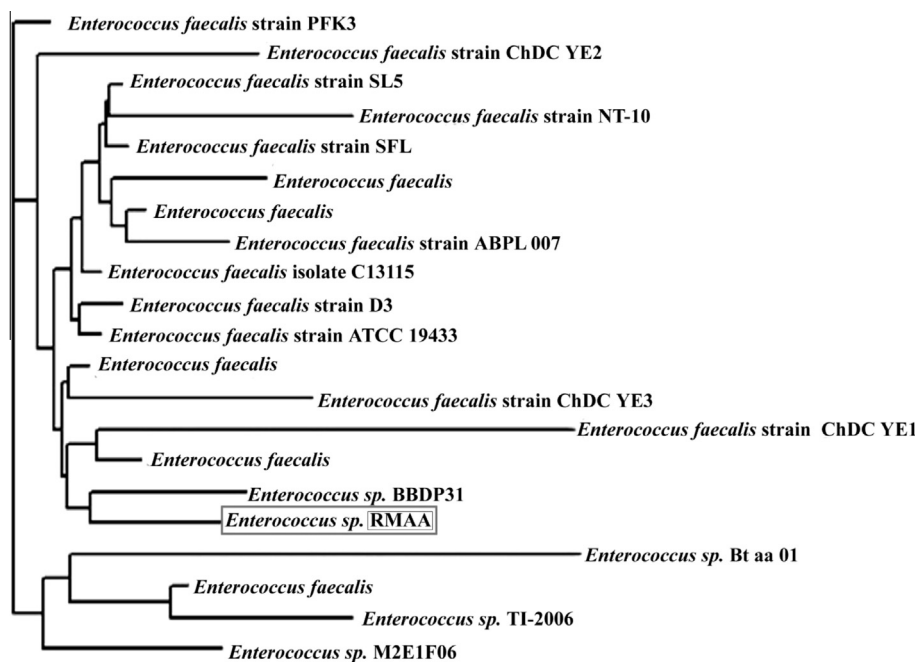 Enterococcus faecalis strain PFK3
Enterococcus faecalis strain ChDC YE2
Enterococcus faecalis strain SL5
Enterococcus faecalis strain NT-10
Enterococcus faecalis strain SFL
Enterococcus faecalis
Enterococcus faecalis
Enterococcus faecalis strain ABPL 007
Enterococcus faecalis isolate C13115
Enterococcus faecalis strain D3
Enterococcus faecalis strain ATCC 19433
Enterococcus faecalis
Enterococcus faecalis strain ChDC YE3
Enterococcus faecalis strain ChDC YE1
Enterococcus faecalis
Enterococcus sp. BBDP31
Enterococcus sp. RMAA
Enterococcus sp. Bt aa 01
Enterococcus faecalis
Enterococcus sp. TI-2006
Enterococcus sp. M2E1F06